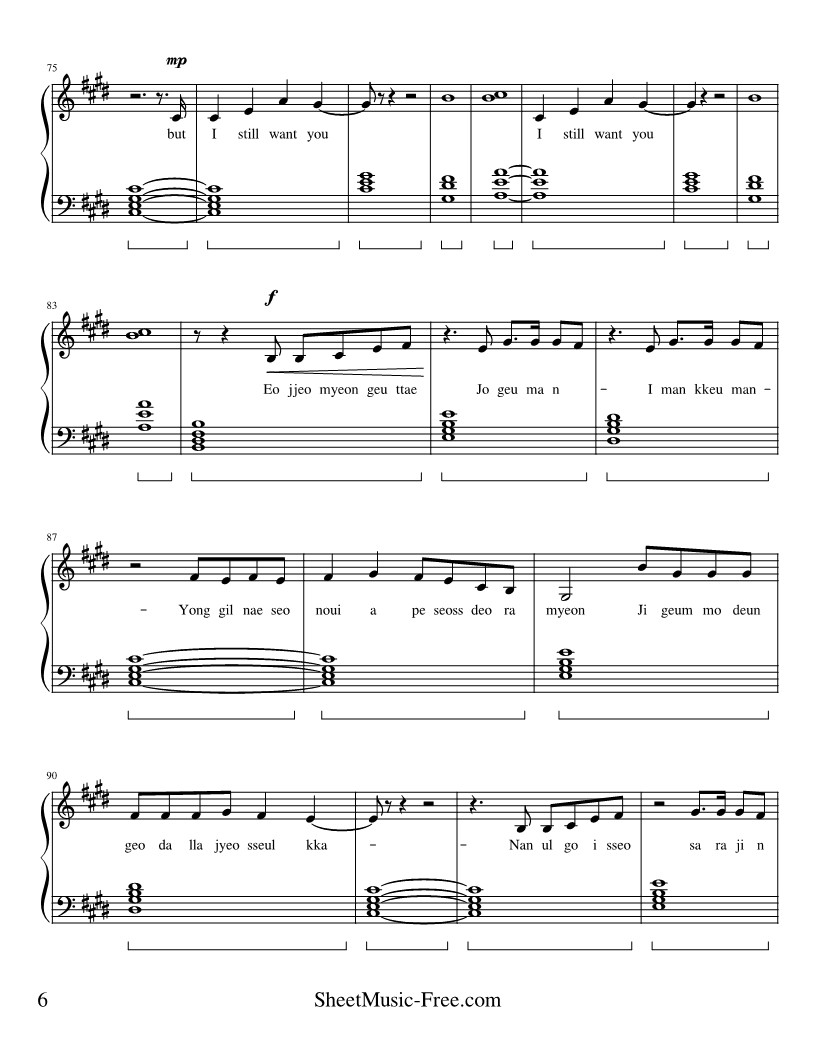 mp
75
but I still want you I still want you
f
83
Eo jjeo myeon geu ttae Jo geu ma n - I man kkeu man -
87
- Yong gil nae seo noui a pe seoss deo ra myeon Ji geum mo deun
90
geo da lla jyeo sseul kka - - Nan ul go i sseo sa ra ji n
6 SheetMusic-Free.com